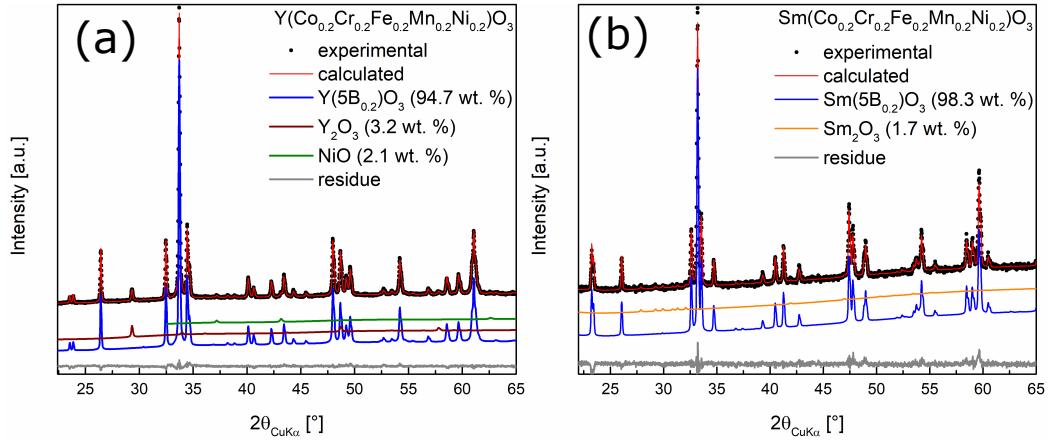 (a)
Y(Co0.2Cr0.2Fe0.2Mn0.2Ni0.2)O3
experimental
calculated
Y(5B0.2)O3 (94.7 wt. %)
Y2O3 (3.2 wt. %)
NiO (2.1 wt. %)
residue
Intensity [a.u.]
25 30 35 40 45 50 55 60 65
2θCuKα [°]
(b)
Sm(Co0.2Cr0.2Fe0.2Mn0.2Ni0.2)O3
experimental
calculated
Sm(5B0.2)O3 (98.3 wt. %)
Sm2O3 (1.7 wt. %)
residue
Intensity [a.u.]
25 30 35 40 45 50 55 60 65
2θCuKα [°]